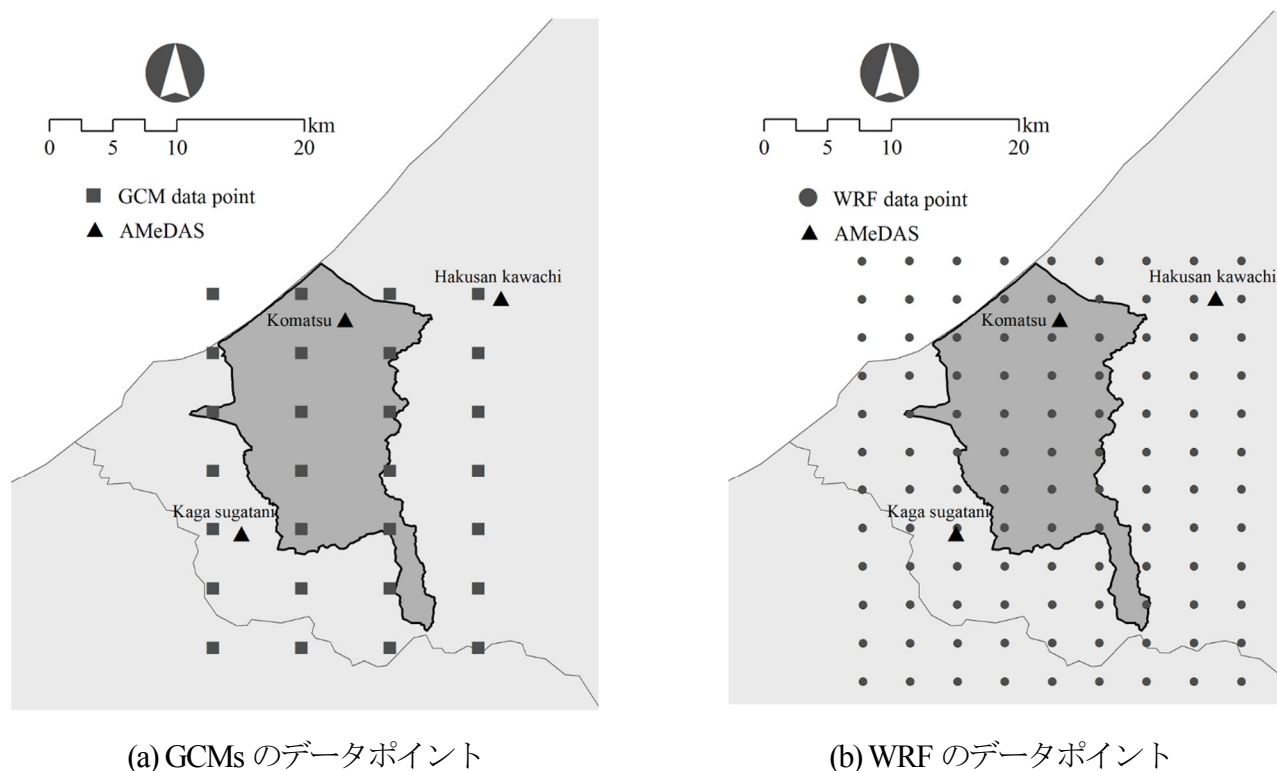 km
0 5 10 20
GCM data point
AMeDAS
Hakusan kawachi
Komatsu
Kaga sugatani
(a) GCMs のデータポイント
km
0 5 10 20
WRF data point
AMeDAS
Hakusan kawachi
Komatsu
Kaga sugatani
(b) WRF のデータポイント